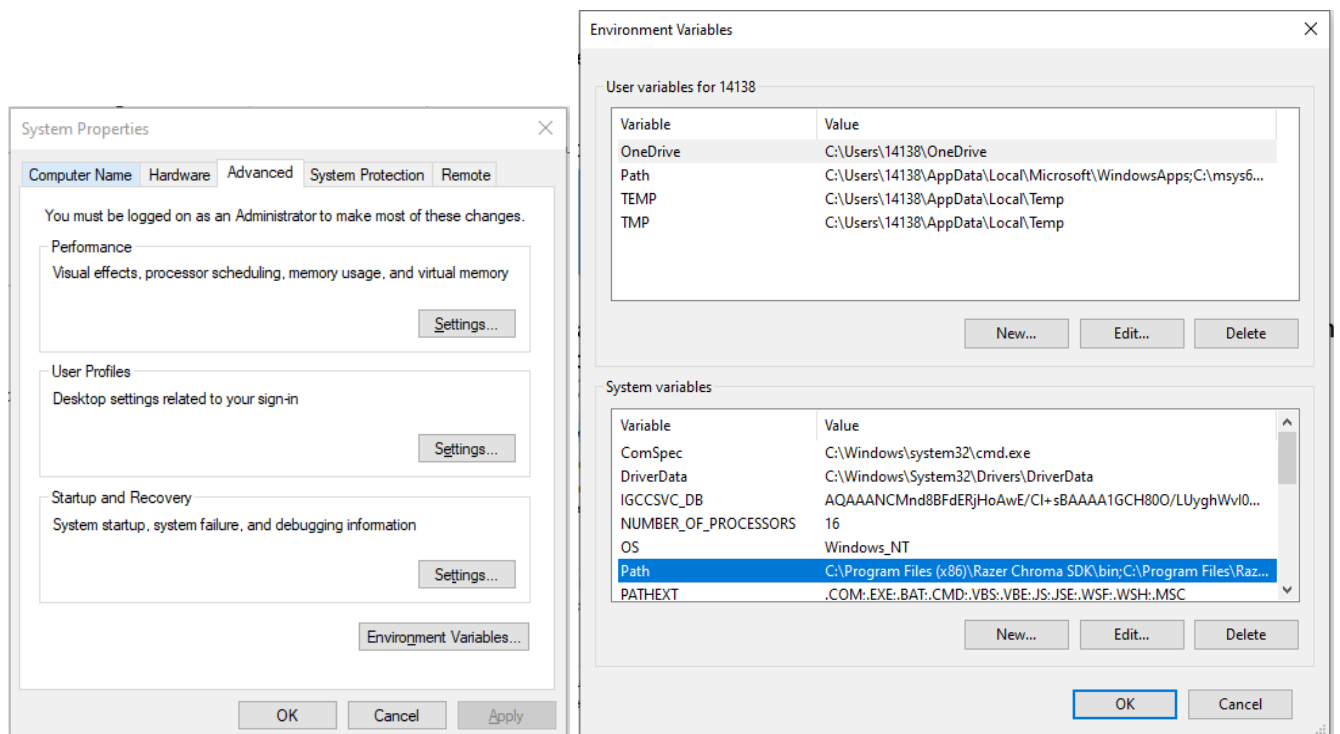 System Properties
Computer Name Hardware Advanced System Protection Remote
You must be logged on as an Administrator to make most of these changes.
Performance
Visual effects, processor scheduling, memory usage, and virtual memory
Settings...
User Profiles
Desktop settings related to your sign-in
Settings...
Startup and Recovery
System startup, system failure, and debugging information
Settings...
Environment Variables...
OK Cancel Apply
Environment Variables
User variables for 14138
Variable Value
OneDrive C:\Users\14138\OneDrive
Path C:\Users\14138\AppData\Local\Microsoft\WindowsApps;C:\msys6...
TEMP C:\Users\14138\AppData\Local\Temp
TMP C:\Users\14138\AppData\Local\Temp
New... Edit... Delete
System variables
Variable Value
ComSpec C:\Windows\system32\cmd.exe
DriverData C:\Windows\System32\Drivers\DriverData
IGCCSVC_DB AQAAANCMnd8BFdERjHoAwE/Cl+sBAAAA1GCH80O/LUyghWvl0...
NUMBER_OF_PROCESSORS 16
OS Windows_NT
Path C:\Program Files (x86)\Razer Chroma SDK\bin;C:\Program Files\Raz...
PATHEXT .COM;.EXE;.BAT;.CMD;.VBS;.VBE;.JS;.JSE;.WSF;.WSH;.MSC
New... Edit... Delete
OK Cancel